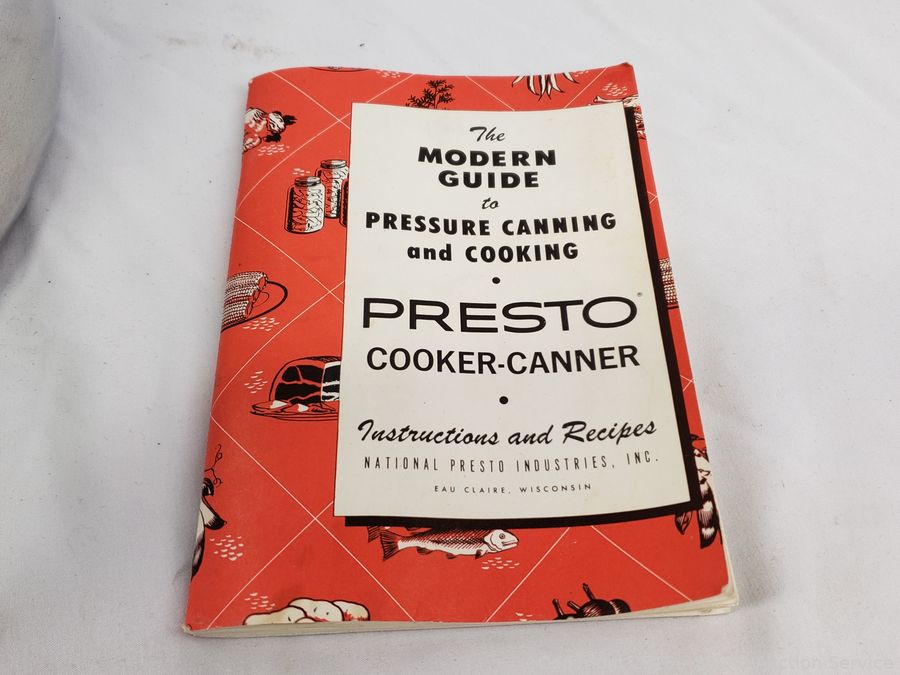 The
MODERN
GUIDE
to
PRESSURE CANNING
and COOKING
•
PRESTO®
COOKER-CANNER
•
Instructions and Recipes
NATIONAL PRESTO INDUSTRIES, INC.
EAU CLAIRE, WISCONSIN
Service